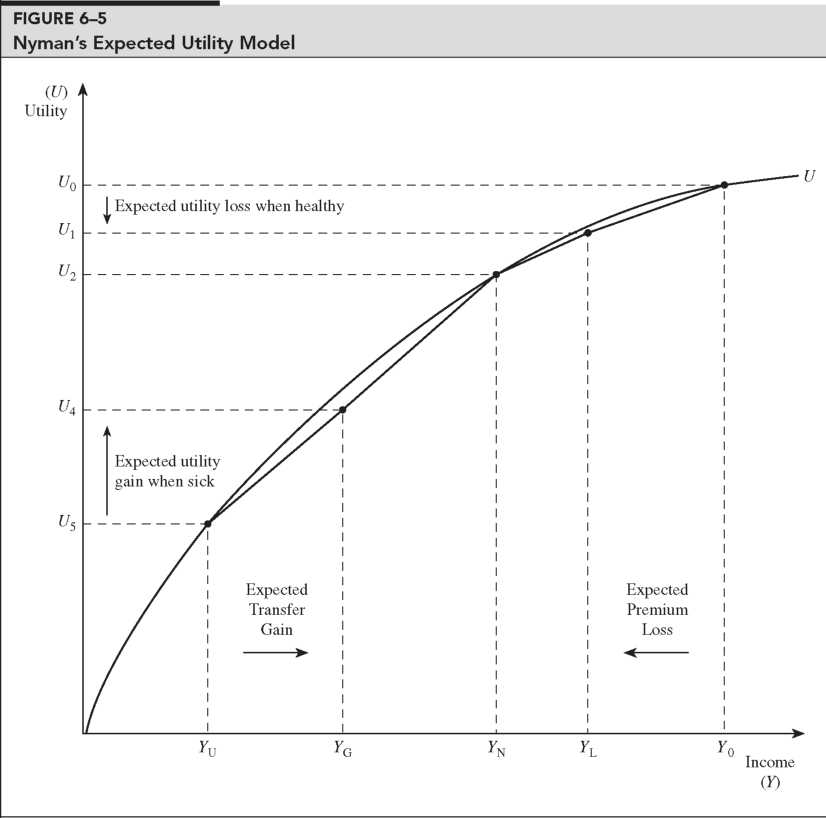 FIGURE 6–5
Nyman's Expected Utility Model
(U)
Utility
U0
Expected utility loss when healthy
U1
U2
U4
Expected utility
gain when sick
U5
U
Expected
Transfer
Gain
Expected
Premium
Loss
YU
YG
YN
YL
Y0
Income
(Y)